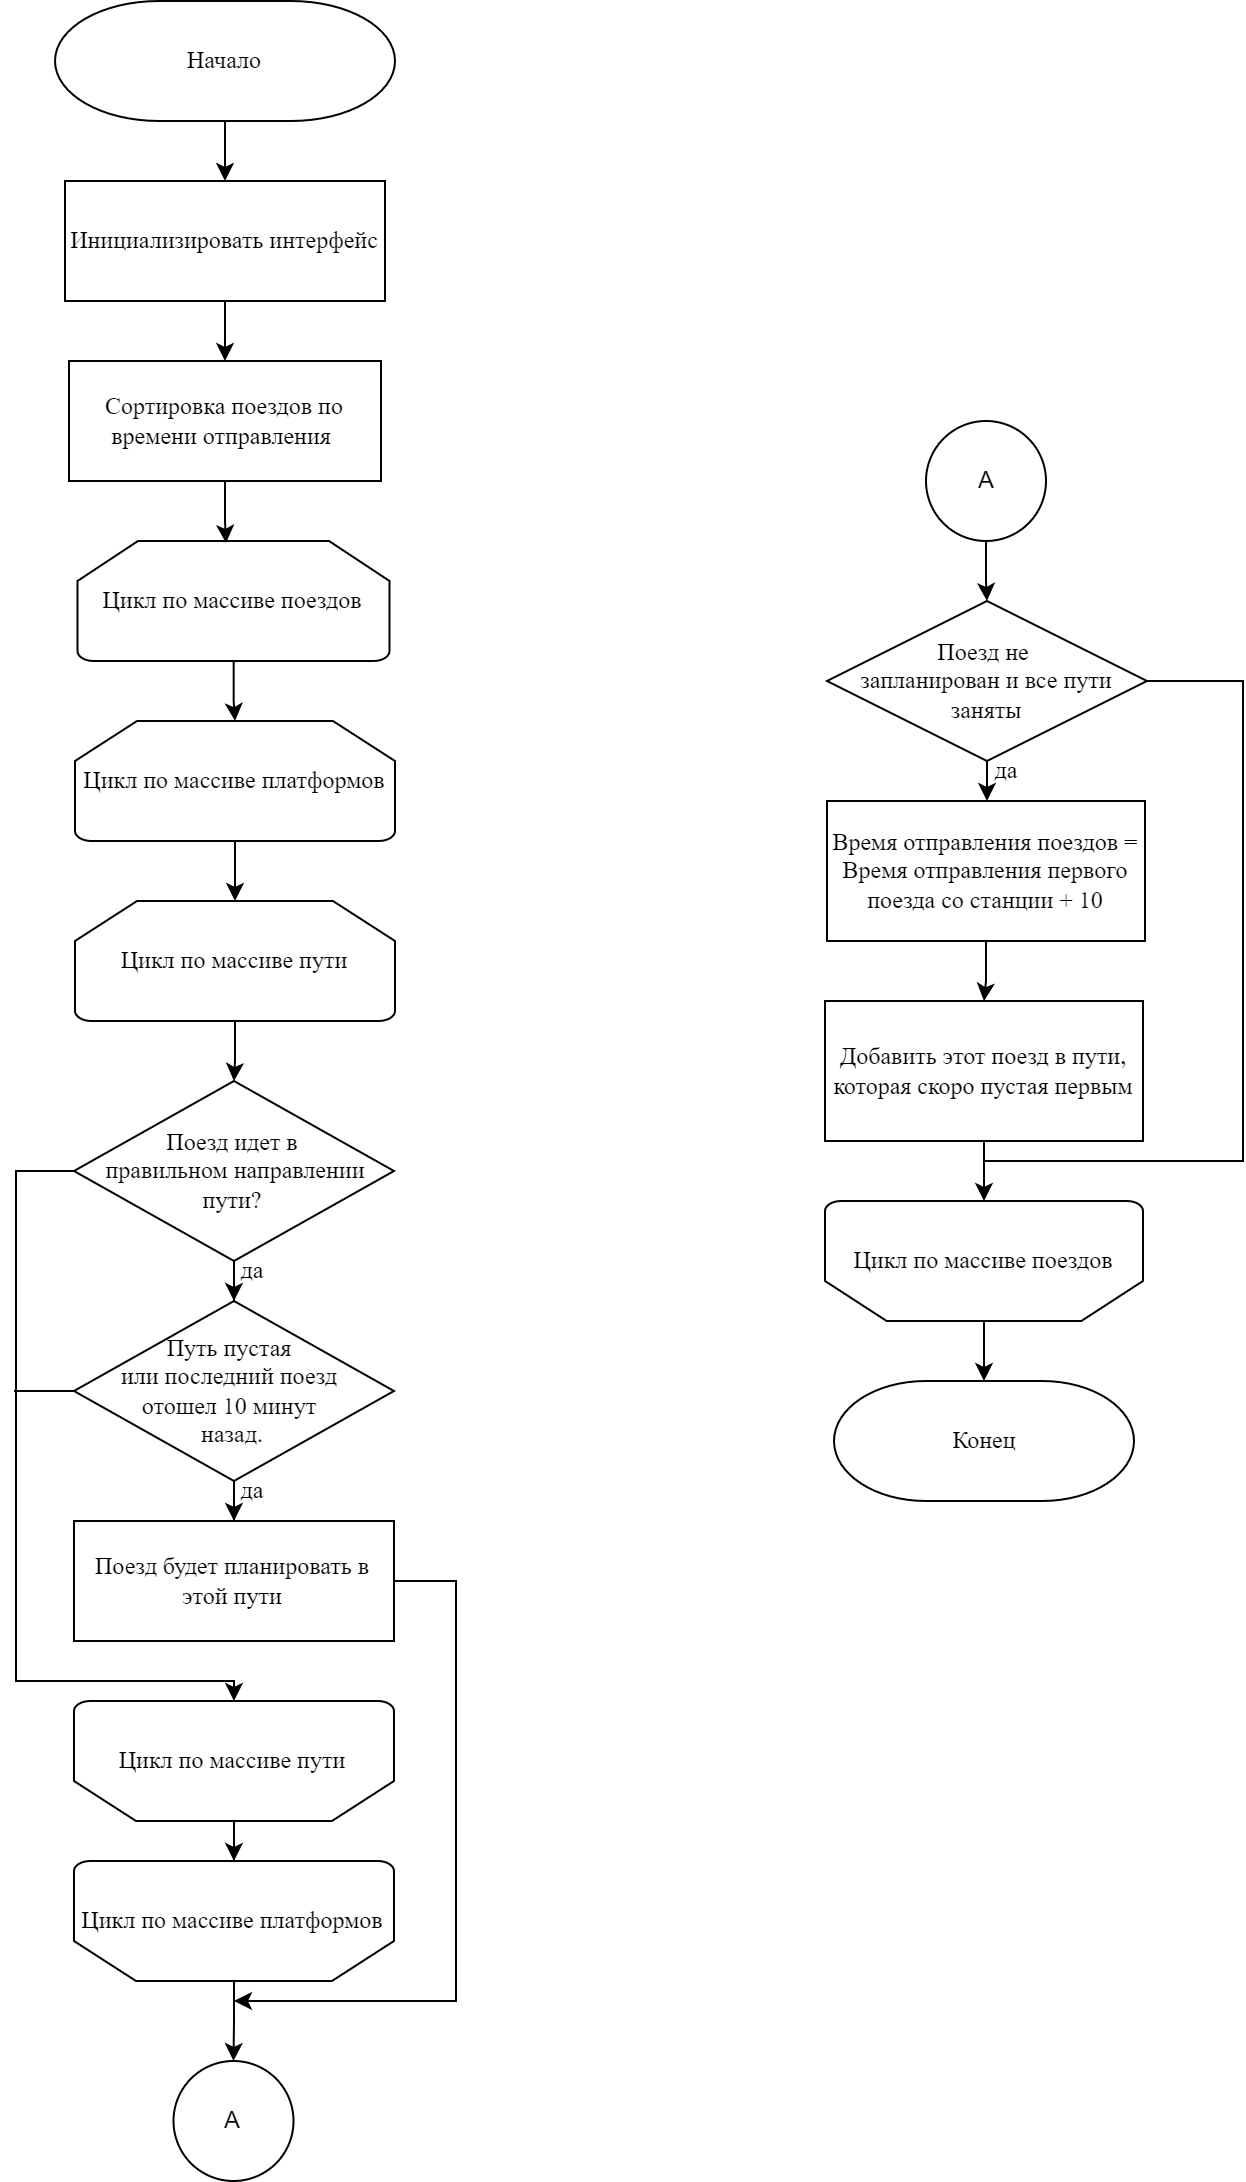 Начало
Инициализировать интерфейс
Сортировка поездов по
времени отправления
Цикл по массиве поездов
Цикл по массиве платформов
Цикл по массиве пути
Поезд идет в
правильном направлении
пути?
да
Путь пустая
или последний поезд
отошел 10 минут
назад.
да
Поезд будет планировать в
этой пути
Цикл по массиве пути
Цикл по массиве платформов
А
А
Поезд не
запланирован и все пути
заняты
да
Время отправления поездов =
Время отправления первого
поезда со станции + 10
Добавить этот поезд в пути,
которая скоро пустая первым
Цикл по массиве поездов
Конец